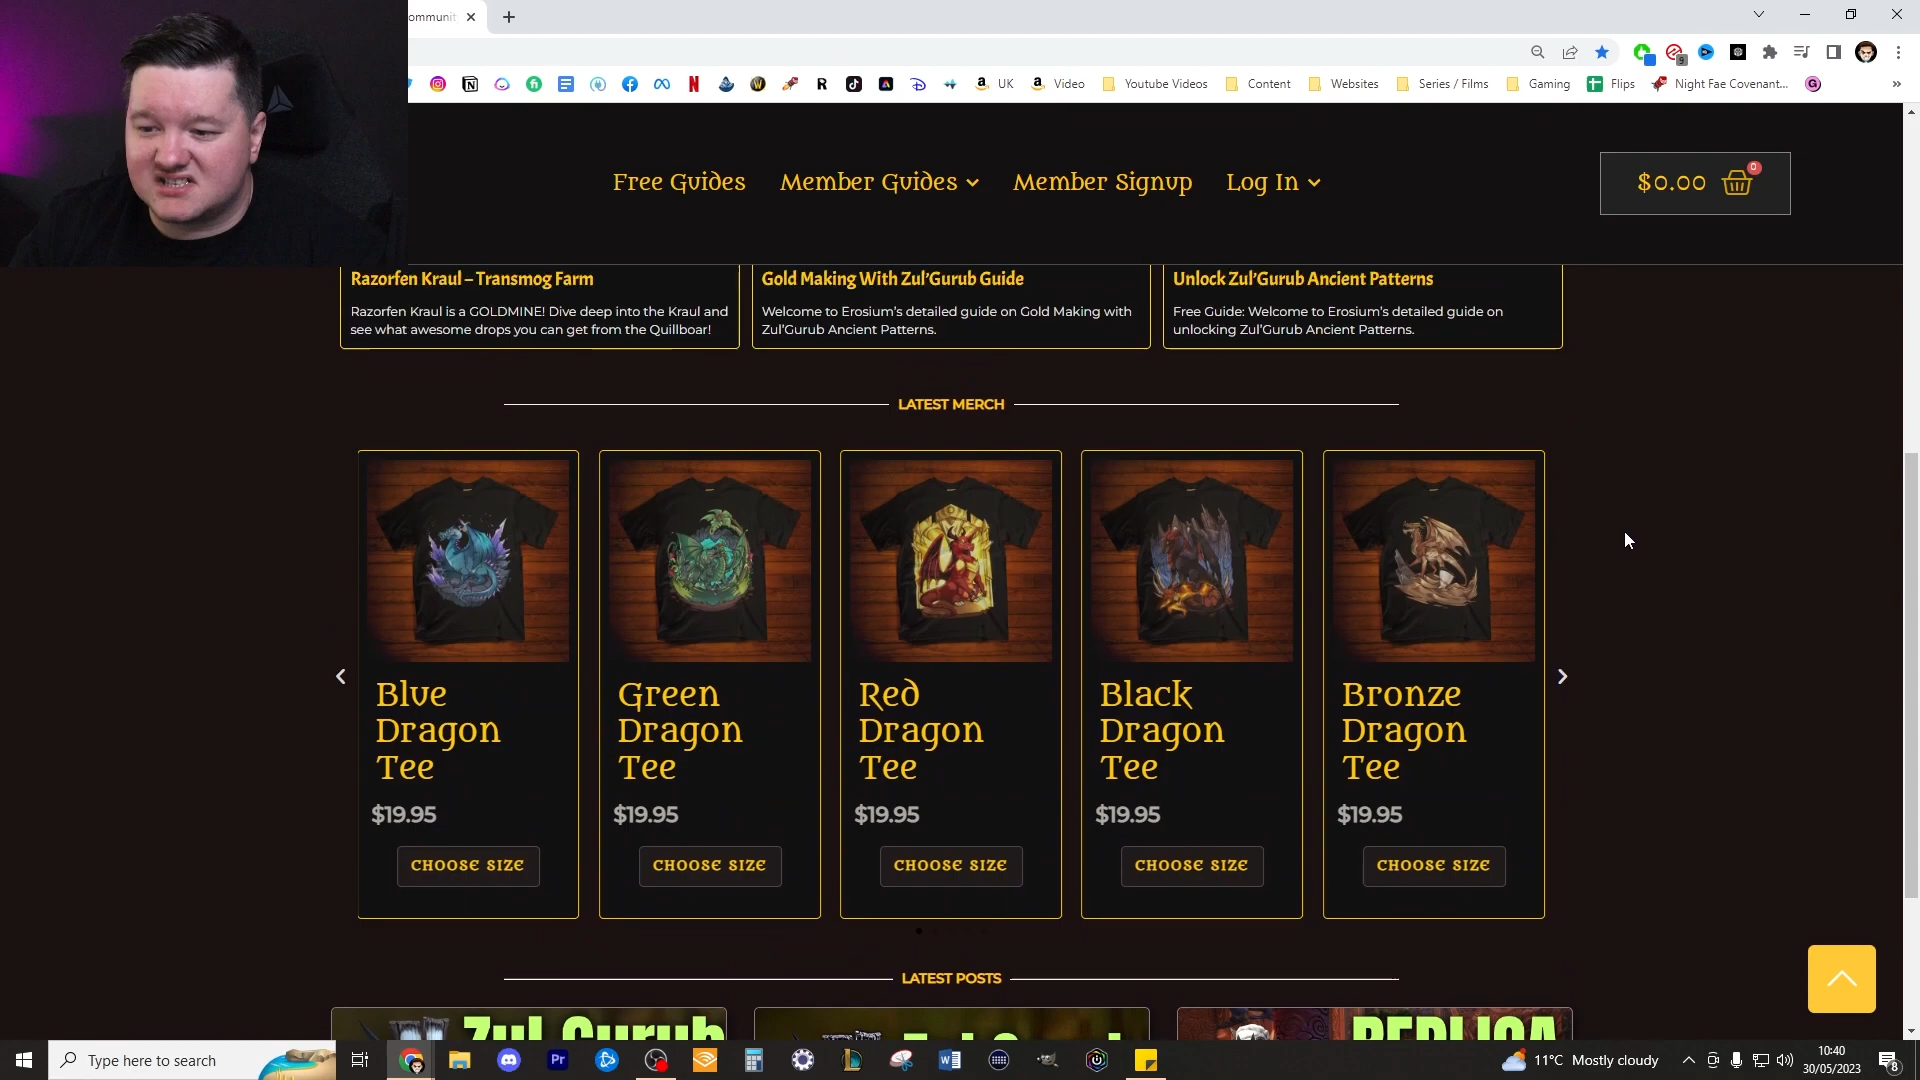 ommunit
UK
Video
Youtube Videos
Content
Websites
Series / Films
Gaming
Flips
Night Fae Covenant...
Free Guides
Member Guides
Member Signup
Log In
$0.00
0
Razorfen Kraul – Transmog Farm
Razorfen Kraul is a GOLDMINE! Dive deep into the Kraul and
see what awesome drops you can get from the Quillboar!
Gold Making With Zul'Gurub Guide
Welcome to Erosium's detailed guide on Gold Making with
Zul'Gurub Ancient Patterns.
Unlock Zul'Gurub Ancient Patterns
Free Guide: Welcome to Erosium's detailed guide on
unlocking Zul'Gurub Ancient Patterns.
LATEST MERCH
Blue
Dragon
Tee
$19.95
CHOOSE SIZE
Green
Dragon
Tee
$19.95
CHOOSE SIZE
Red
Dragon
Tee
$19.95
CHOOSE SIZE
Black
Dragon
Tee
$19.95
CHOOSE SIZE
Bronze
Dragon
Tee
$19.95
CHOOSE SIZE
LATEST POSTS
Zul Gurub
REPLICA
Type here to search
11°C Mostly cloudy
10:40
30/05/2023
8